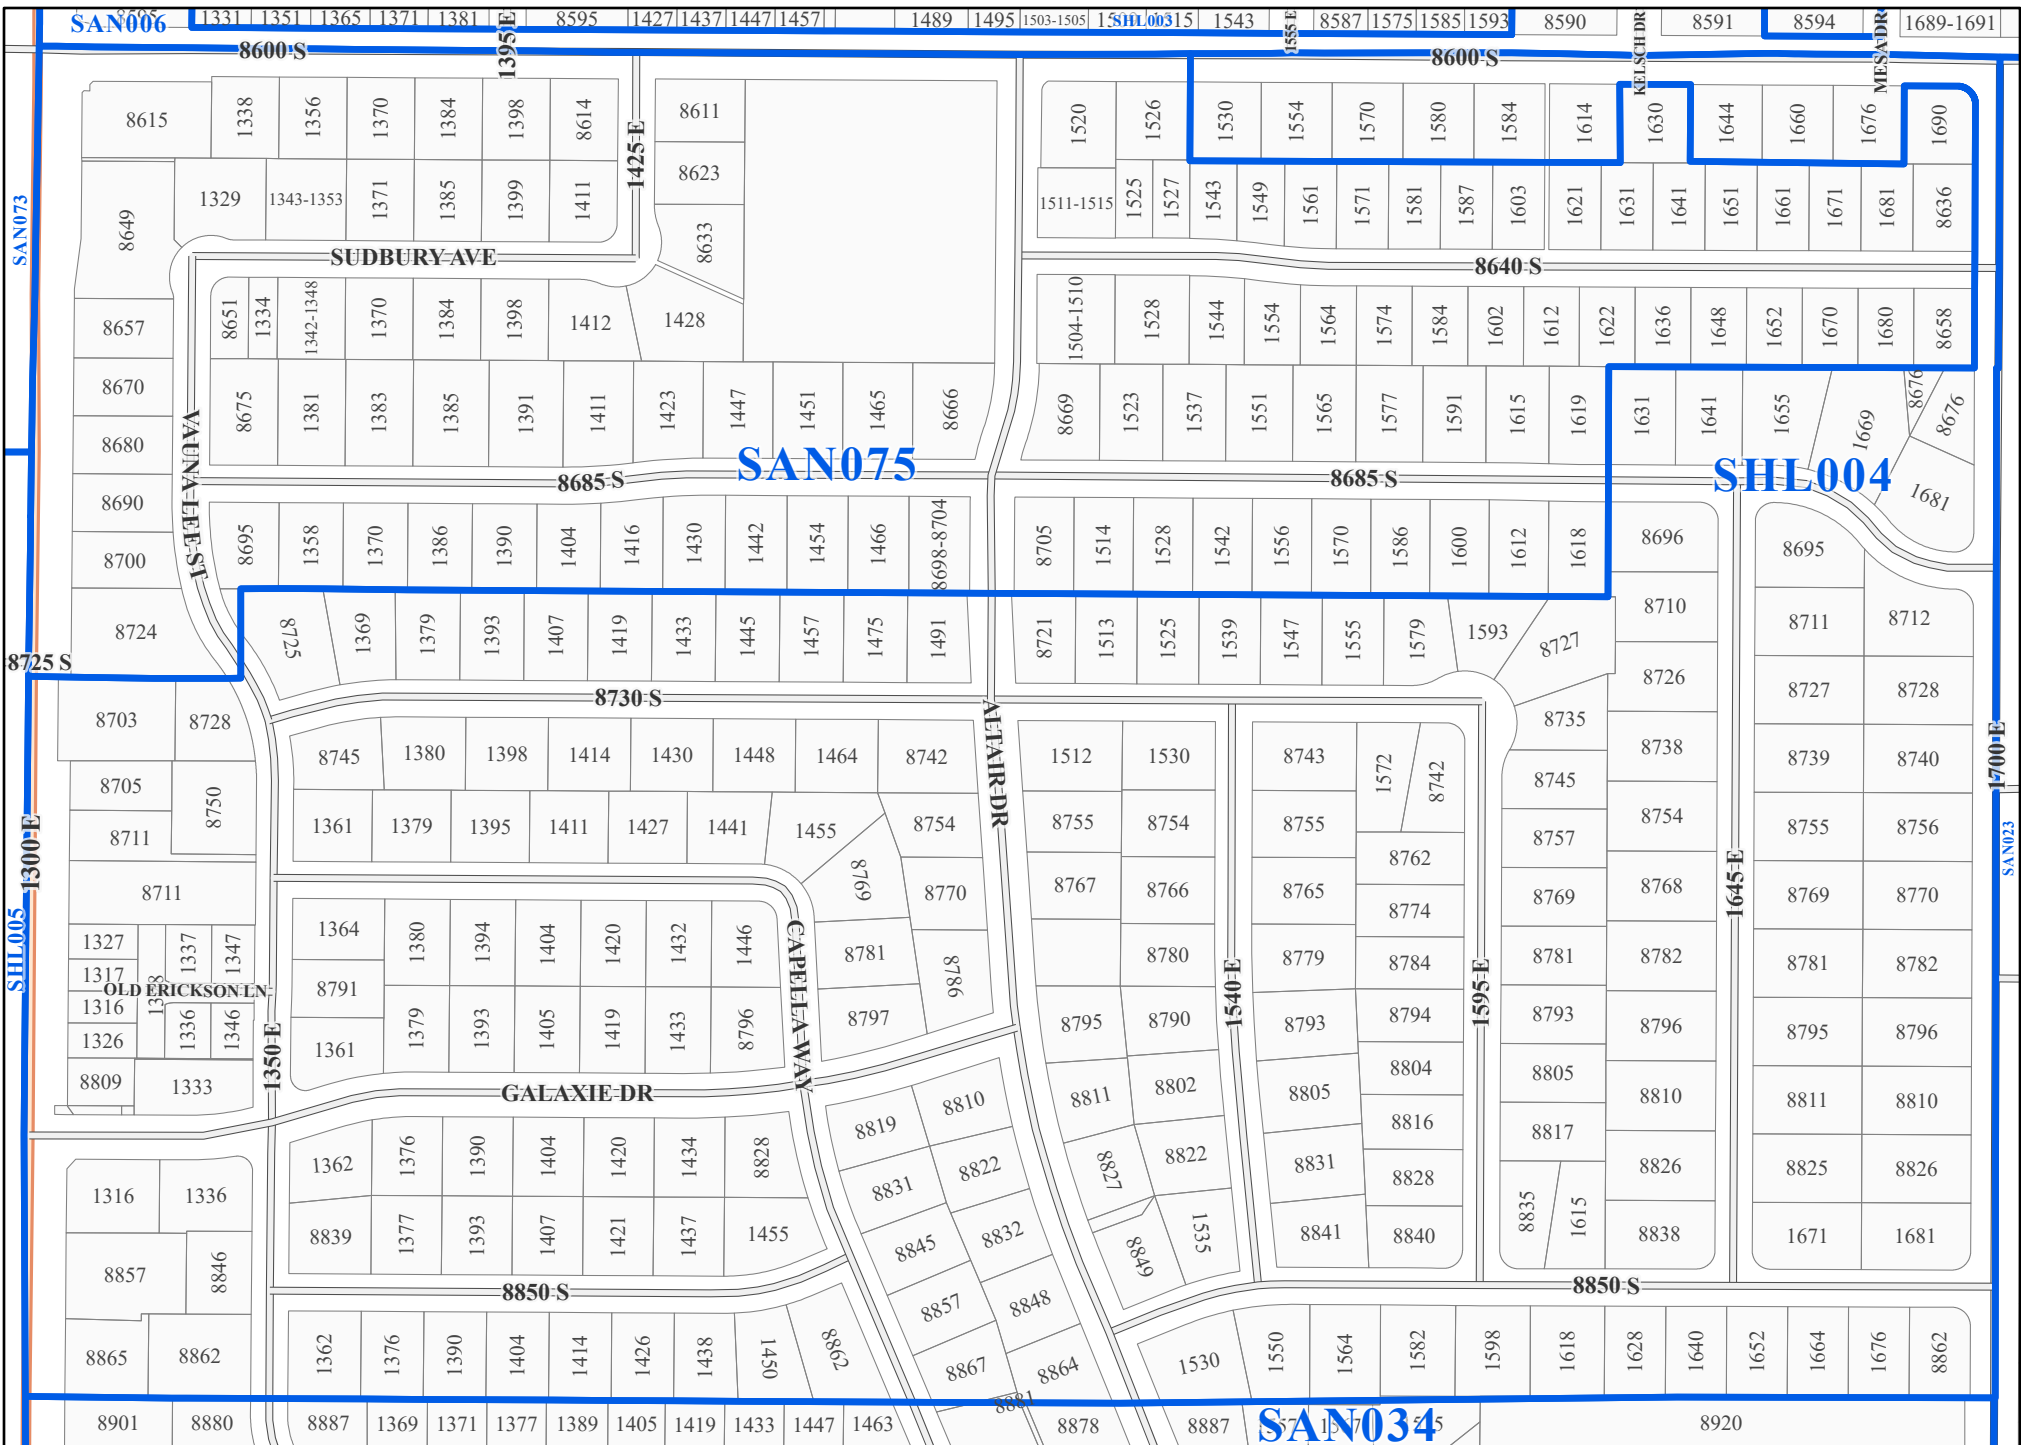 8595 1331 1351 1365 1371 1381 1395 E 8595 1427 1437 1447 1457 1489 1495 1503-1505 SHL003 1543 1555 E 8587 1575 1585 1593 8590 KELSCH DR 8591 8594 MESA DR 1689-1691
SAN006
8600 S 8600 S
8615 1338 1356 1370 1384 1398 8614 1425 E 8611 1520 1526 1530 1554 1570 1580 1584 1614 1630 1644 1660 1676 1690
8623
SAN073 8649 1329 1343-1353 1371 1385 1399 1411 8633 1511-1515 1525 1527 1543 1549 1561 1571 1581 1587 1603 1621 1631 1641 1651 1661 1671 1681 8636
SUDBURY AVE 8640 S
8657 8651 1334 1342-1348 1370 1384 1398 1412 1428 1504-1510 1528 1544 1554 1564 1574 1584 1602 1612 1622 1636 1648 1652 1670 1680 8658
8670 8675 1381 1383 1385 1391 1411 1423 1447 1451 1465 8666 8669 1523 1537 1551 1565 1577 1591 1615 1619 1631 1641 1655 1669 8676 8676
8680 VAUNA LEE ST SAN075 SHL004
8685 S 8685 S 1681
8690 8695 1358 1370 1386 1390 1404 1416 1430 1442 1454 1466 8698-8704 8705 1514 1528 1542 1556 1570 1586 1600 1612 1618 8696 8695
8700
8724 8725 1369 1379 1393 1407 1419 1433 1445 1457 1475 1491 8721 1513 1525 1539 1547 1555 1579 1593 8727 8710 8711 8712
8725 S
8730 S 8726 8727 8728
8703 8728 8735
8745 1380 1398 1414 1430 1448 1464 8742 ALTAIR DR 1512 1530 8743 1572 8742 8738 8739 8740 1700 E
8705 8750 8745
8711 1361 1379 1395 1411 1427 1441 1455 8754 8755 8754 8755 8757 8754 8755 8756
1300 E 8762 SAN023
8711 8769 8770 8767 8766 8765 8769 8768 1645 E 8769 8770
8774
SHL005 1327 1337 1347 1364 1380 1394 1404 1420 1432 1446 CAPELLA WAY 8781 8786 8780 1540 E 8779 8784 1595 E 8781 8782 8781 8782
1317
OLD ERICKSON LN 8791
1316 1336 1346 1350 E 1379 1393 1405 1419 1433 8796 8797 8795 8790 8793 8794 8793 8796 8795 8796
1326 1361
8809 1333 8804 8805
GALAXIE DR 8810 8811 8802 8805 8810 8811 8810
8819 8816 8817
1362 1376 1390 1404 1420 1434 8828 8822 8827 8822 8831 8828 8826 8825 8826
1316 1336 8831
8839 1377 1393 1407 1421 1437 1455 8845 8832 8849 1535 8841 8840 8835 1615 8838 1671 1681
8857 8846
8850 S 8857 8848 8850 S
8865 8862 1362 1376 1390 1404 1414 1426 1438 1450 8862 8867 8864 1530 1550 1564 1582 1598 1618 1628 1640 1652 1664 1676 8862
8881
8901 8880 8887 1369 1371 1377 1389 1405 1419 1433 1447 1463 8878 8887 SAN034 8920